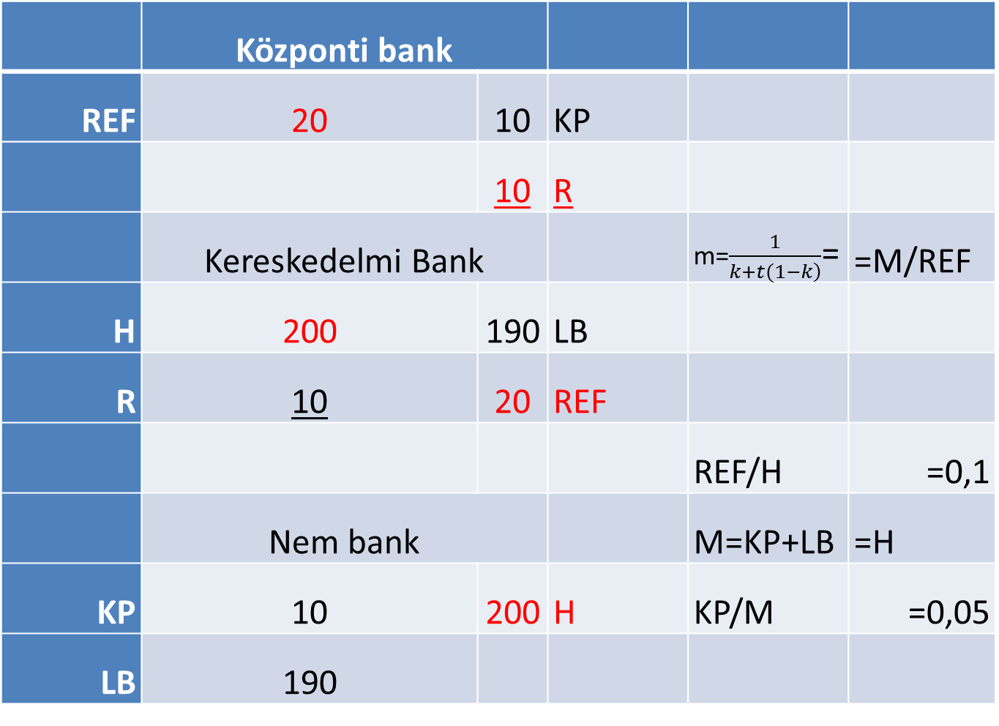 Központi bank
REF 20 10 KP
10 R
Kereskedelmi Bank m=\frac{1}{k+t(1−k)}= =M/REF
H 200 190 LB
R 10 20 REF
REF/H =0,1
Nem bank M=KP+LB =H
KP 10 200 H KP/M =0,05
LB 190